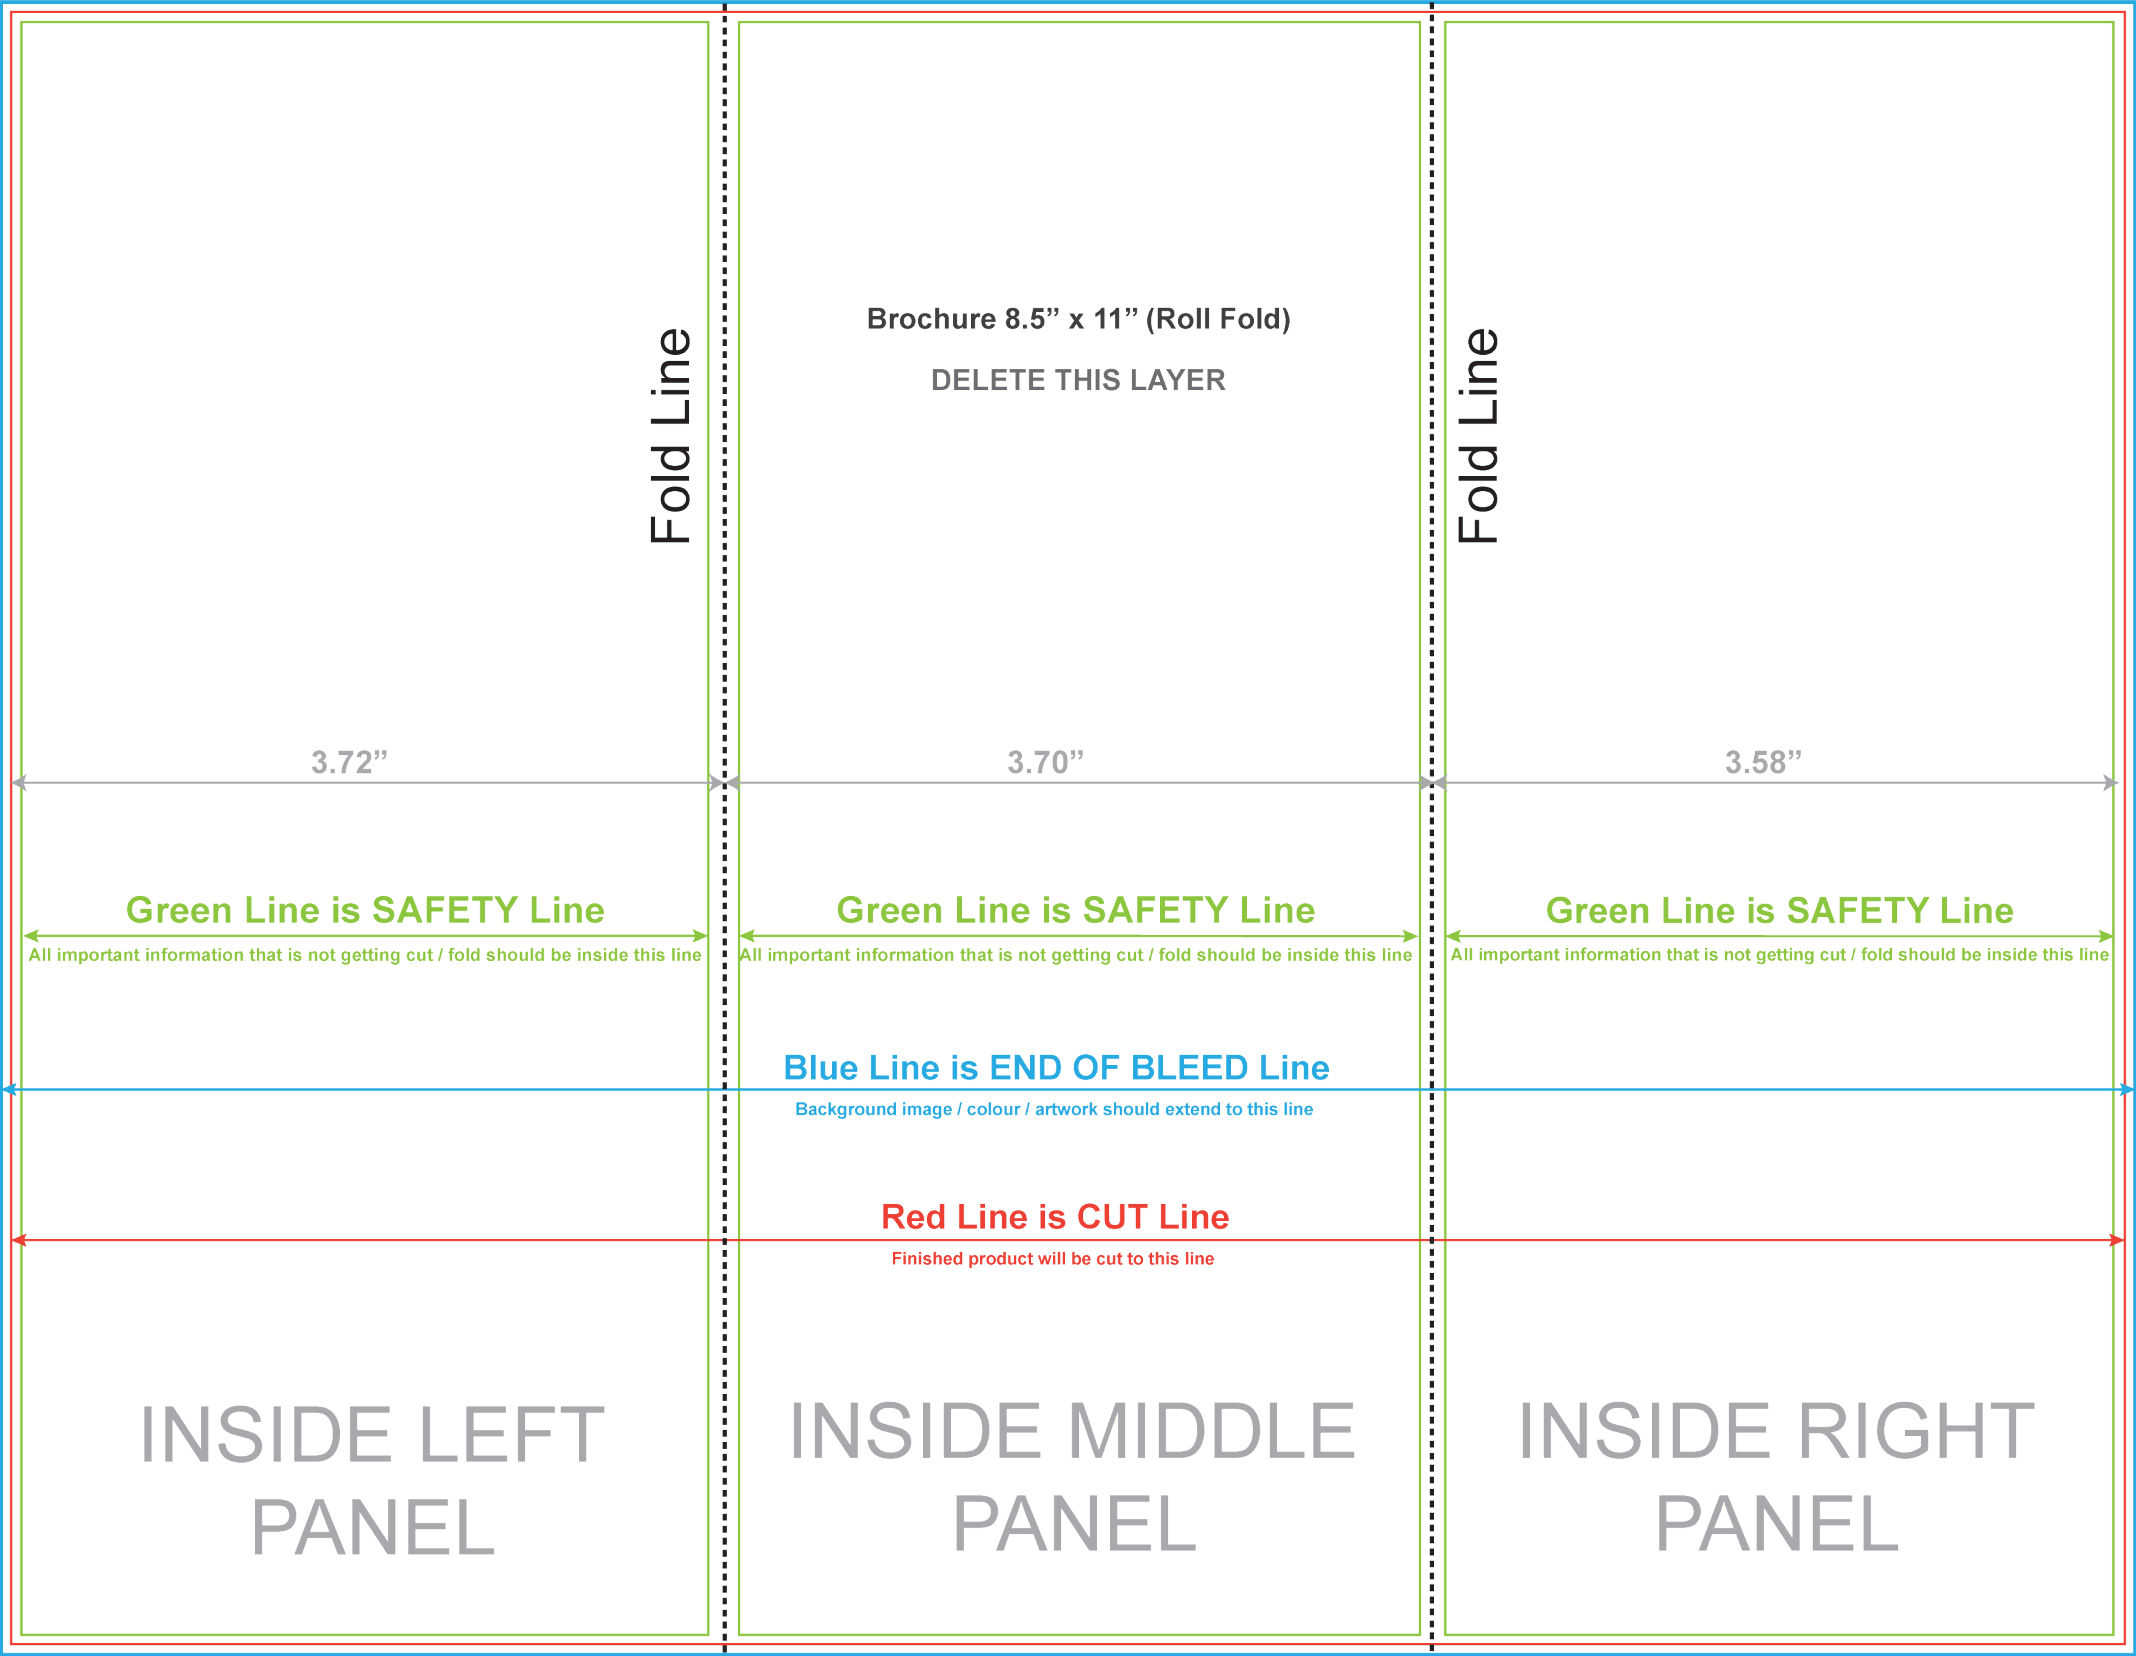 Brochure 8.5” x 11” (Roll Fold)
DELETE THIS LAYER
Fold Line
Fold Line
3.72”
3.70”
3.58”
Green Line is SAFETY Line
All important information that is not getting cut / fold should be inside this line
Green Line is SAFETY Line
All important information that is not getting cut / fold should be inside this line
Green Line is SAFETY Line
All important information that is not getting cut / fold should be inside this line
Blue Line is END OF BLEED Line
Background image / colour / artwork should extend to this line
Red Line is CUT Line
Finished product will be cut to this line
INSIDE LEFT
PANEL
INSIDE MIDDLE
PANEL
INSIDE RIGHT
PANEL